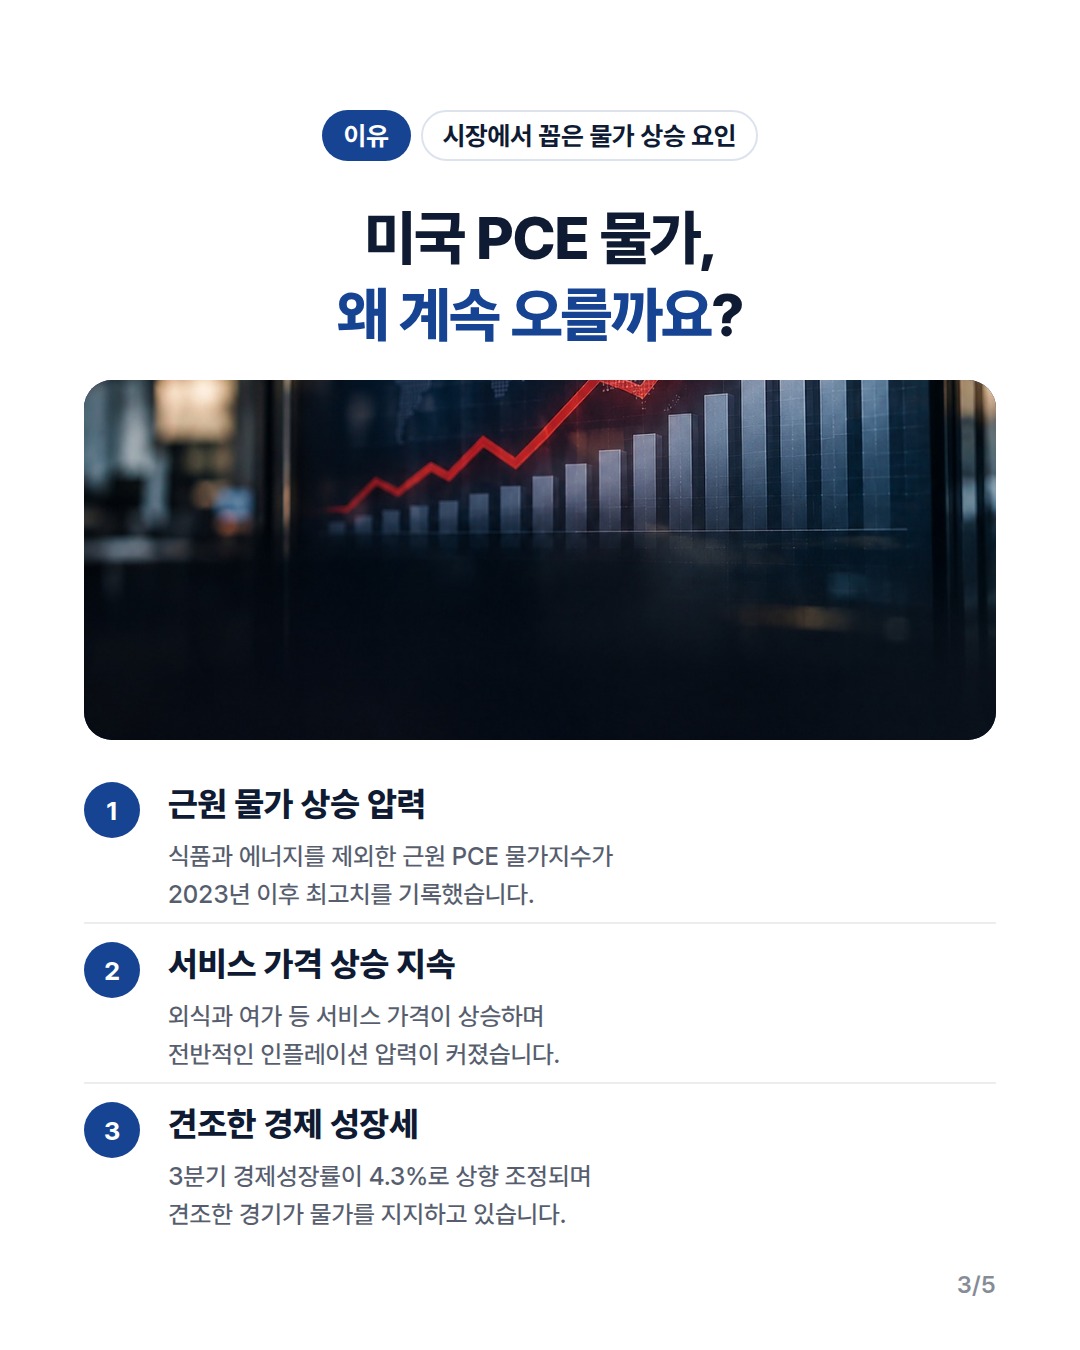 이유
시장에서 꼽은 물가 상승 요인
미국 PCE 물가,
왜 계속 오를까요?
1
근원 물가 상승 압력
식품과 에너지를 제외한 근원 PCE 물가지수가
2023년 이후 최고치를 기록했습니다.
2
서비스 가격 상승 지속
외식과 여가 등 서비스 가격이 상승하며
전반적인 인플레이션 압력이 커졌습니다.
3
견조한 경제 성장세
3분기 경제성장률이 4.3%로 상향 조정되며
견조한 경기가 물가를 지지하고 있습니다.
3/5